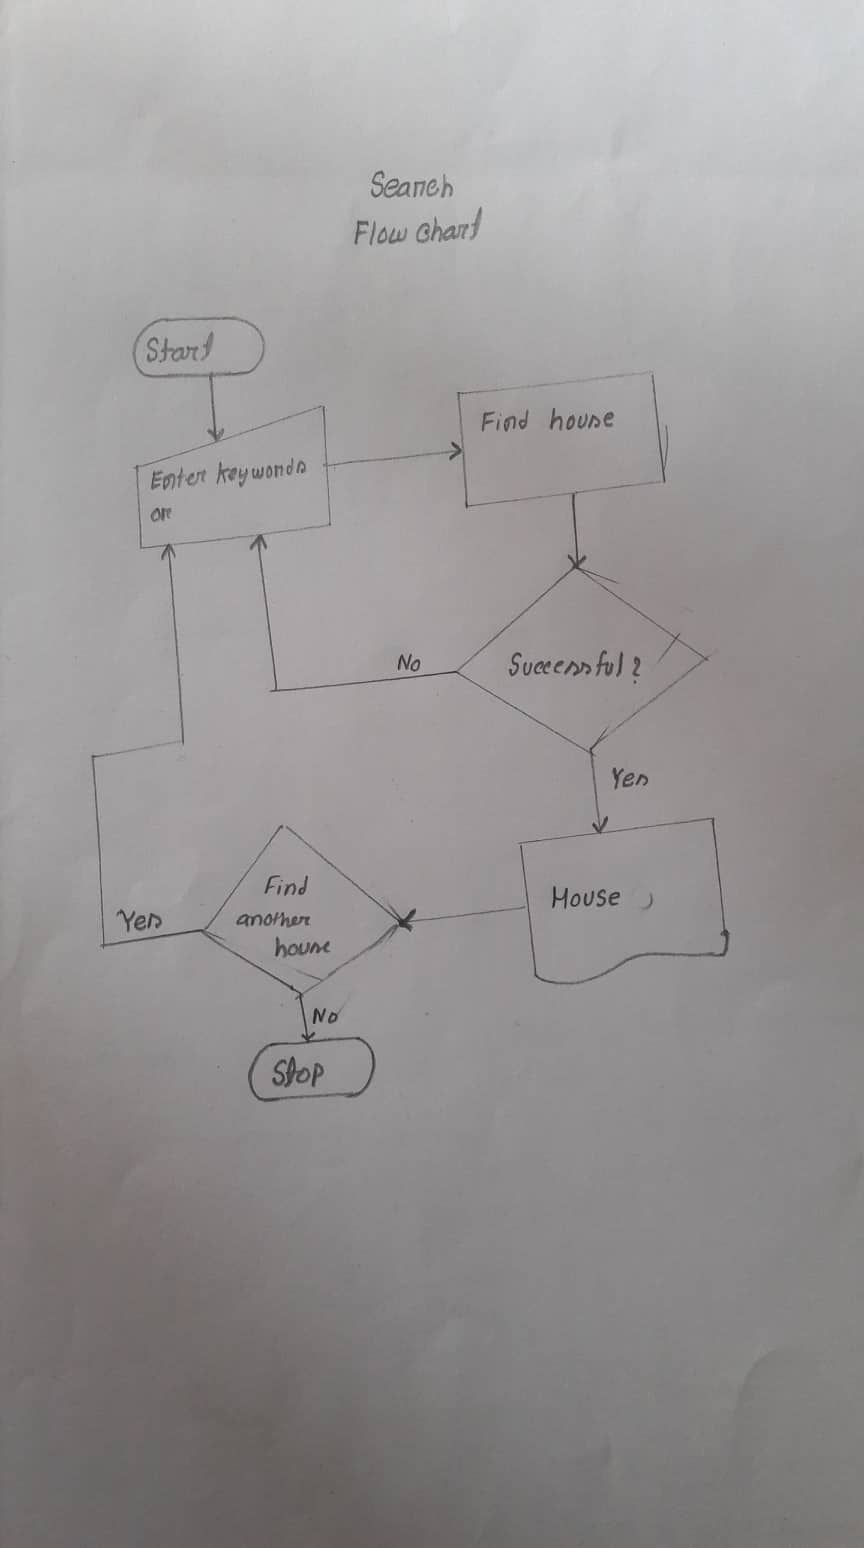 Search
Flow chart
Start
Enter keywords
or
Find house
Successful?
No
Yes
House
Find
another
house
Yes
No
Stop